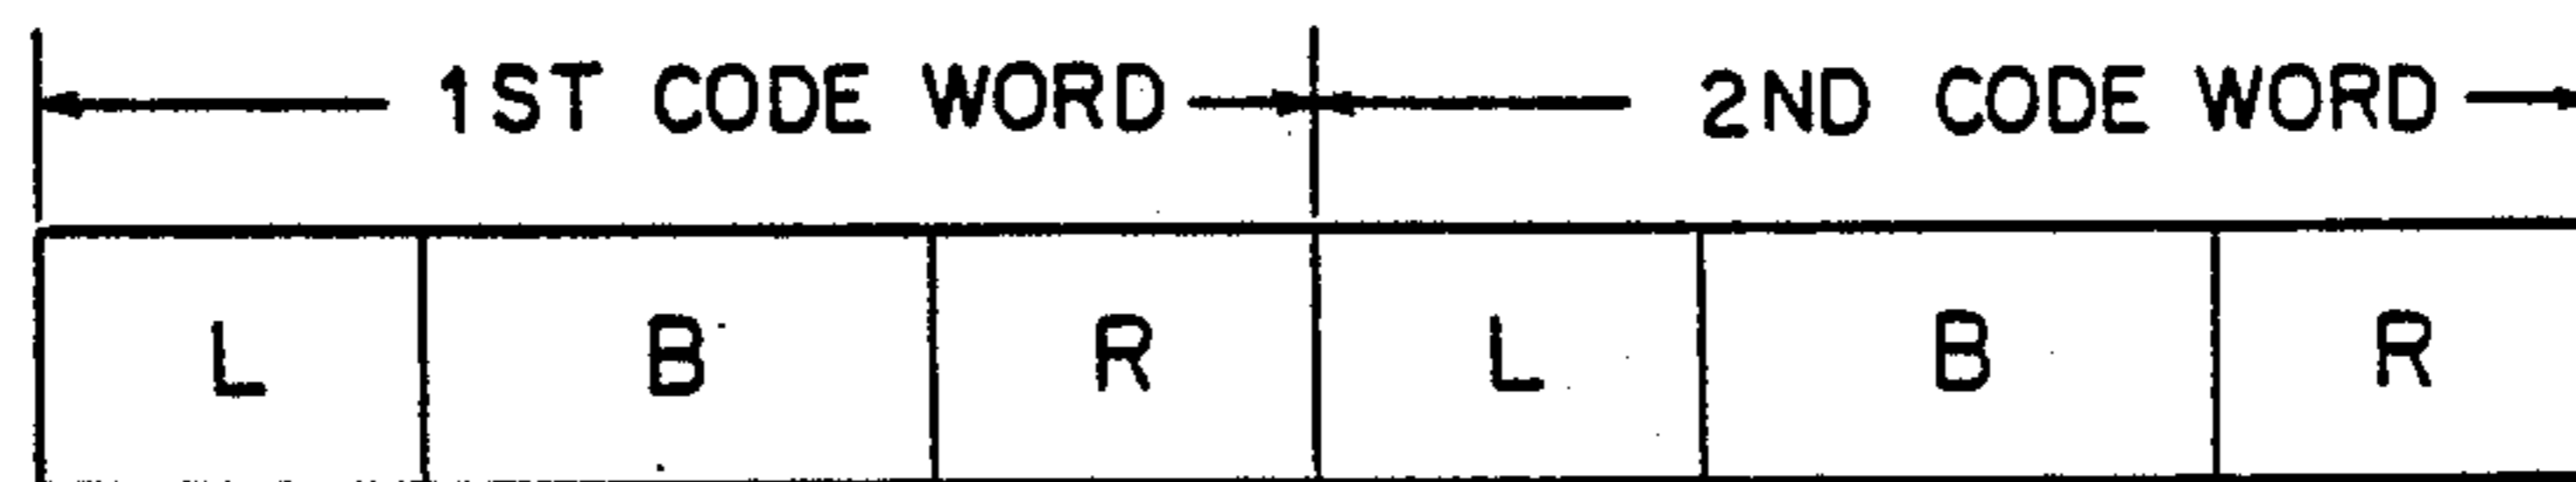 1ST CODE WORD 2ND CODE WORD
L B R L B R